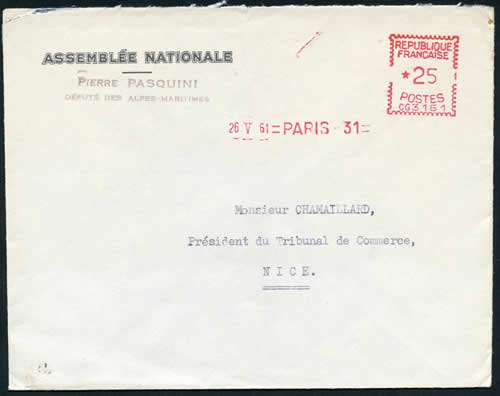 ASSEMBLÉE NATIONALE
PIERRE PASQUINI
DÉPUTÉ DES ALPES-MARITIMES
REPUBLIQUE
FRANÇAISE
★25
POSTES
CG3161
26 V 61 = PARIS - 31 =
Monsieur CHAMAILLARD,
Président du Tribunal de Commerce,
N I C E.